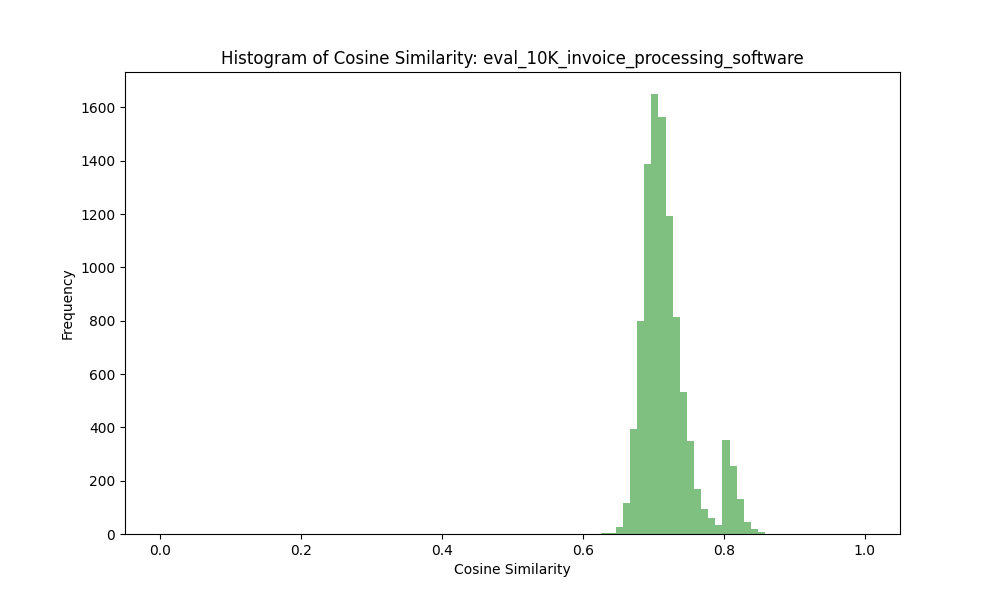 Histogram of Cosine Similarity: eval_10K_invoice_processing_software
1600
1400
1200
1000
800
600
400
200
0
Frequency
0.0 0.2 0.4 0.6 0.8 1.0
Cosine Similarity